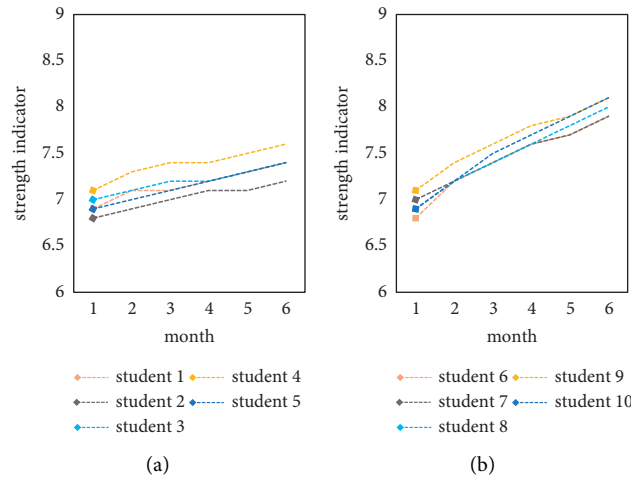 9
8.5
8
7.5
7
6.5
6
strength indicator
1 2 3 4 5 6
month
student 1
student 4
student 2
student 5
student 3
(a)
9
8.5
8
7.5
7
6.5
6
strength indicator
1 2 3 4 5 6
month
student 6
student 9
student 7
student 10
student 8
(b)